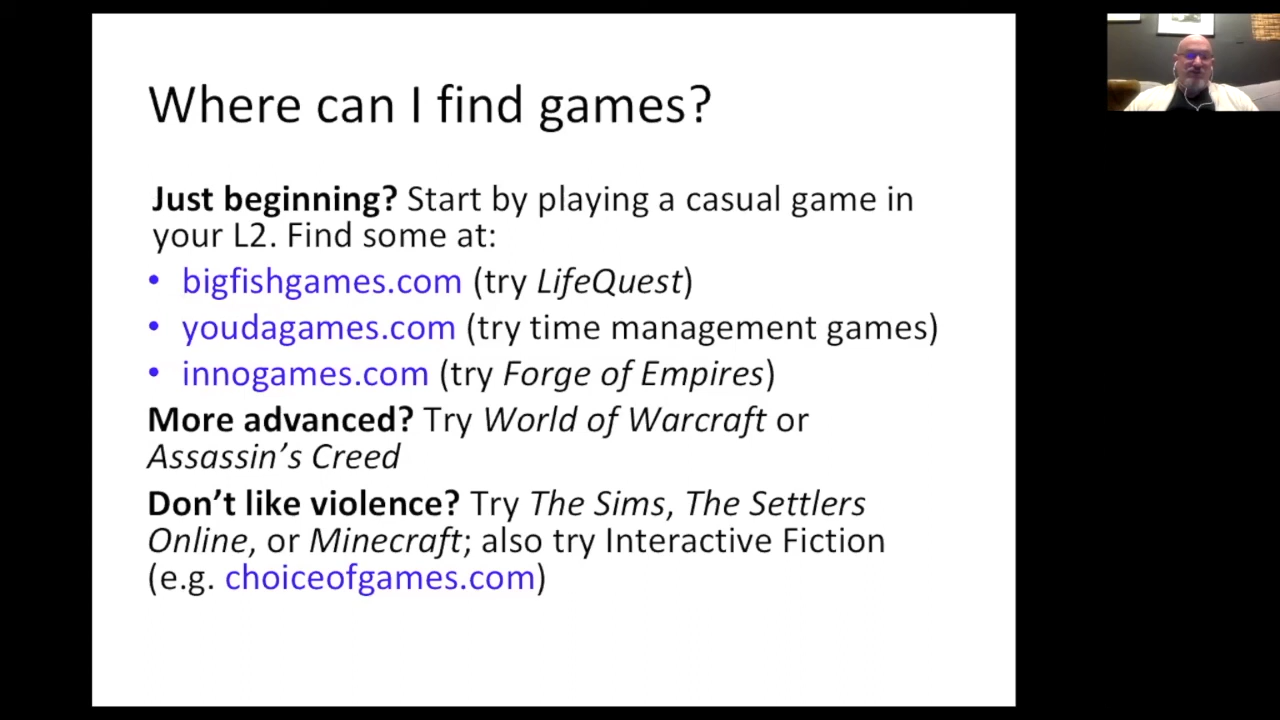 Where can I find games?
Just beginning? Start by playing a casual game in
your L2. Find some at:
• bigfishgames.com (try LifeQuest)
• youdagames.com (try time management games)
• innogames.com (try Forge of Empires)
More advanced? Try World of Warcraft or
Assassin’s Creed
Don’t like violence? Try The Sims, The Settlers
Online, or Minecraft; also try Interactive Fiction
(e.g. choiceofgames.com)